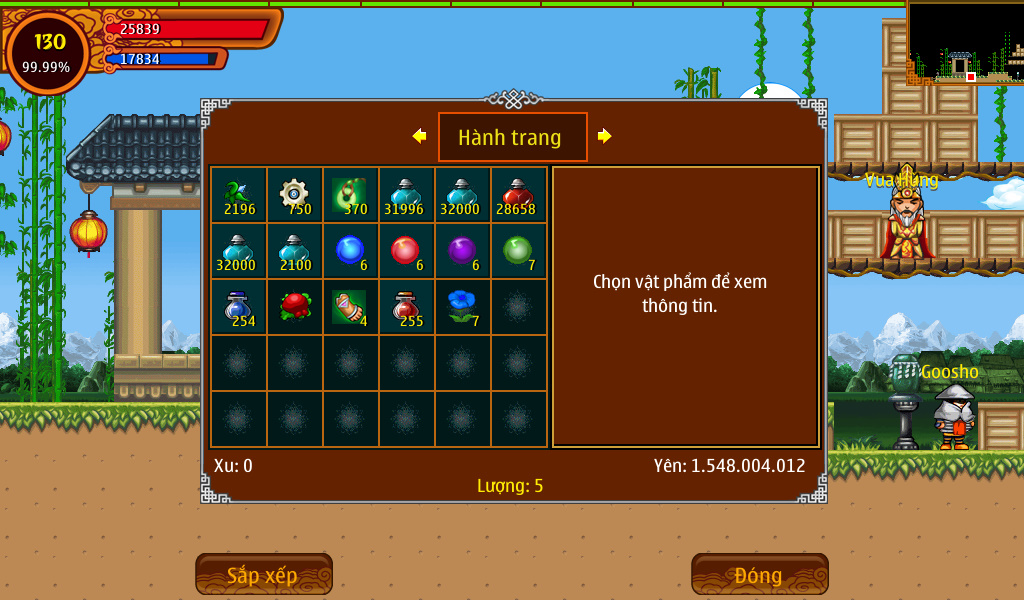 130
99.99%
25839
17834
Hành trang
Vua Hùng
2196
750
370
31996
32000
28658
32000
2100
6
6
6
7
254
4
255
7
Chọn vật phẩm để xem
thông tin.
Goosho
Xu: 0
Yên: 1.548.004.012
Lượng: 5
Sắp xếp
Đóng